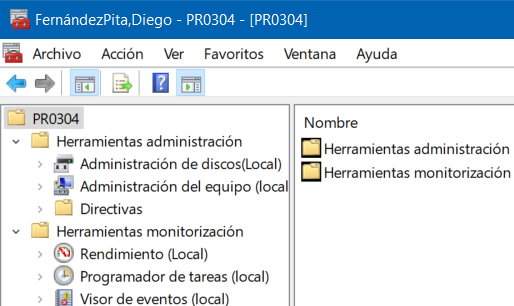 FernándezPita,Diego - PR0304 - [PR0304]
Archivo Acción Ver Favoritos Ventana Ayuda
PR0304
Herramientas administración
Administración de discos(Local)
Administración del equipo (local
Directivas
Herramientas monitorización
Rendimiento (Local)
Programador de tareas (local)
Visor de eventos (local)
Nombre
Herramientas administración
Herramientas monitorización